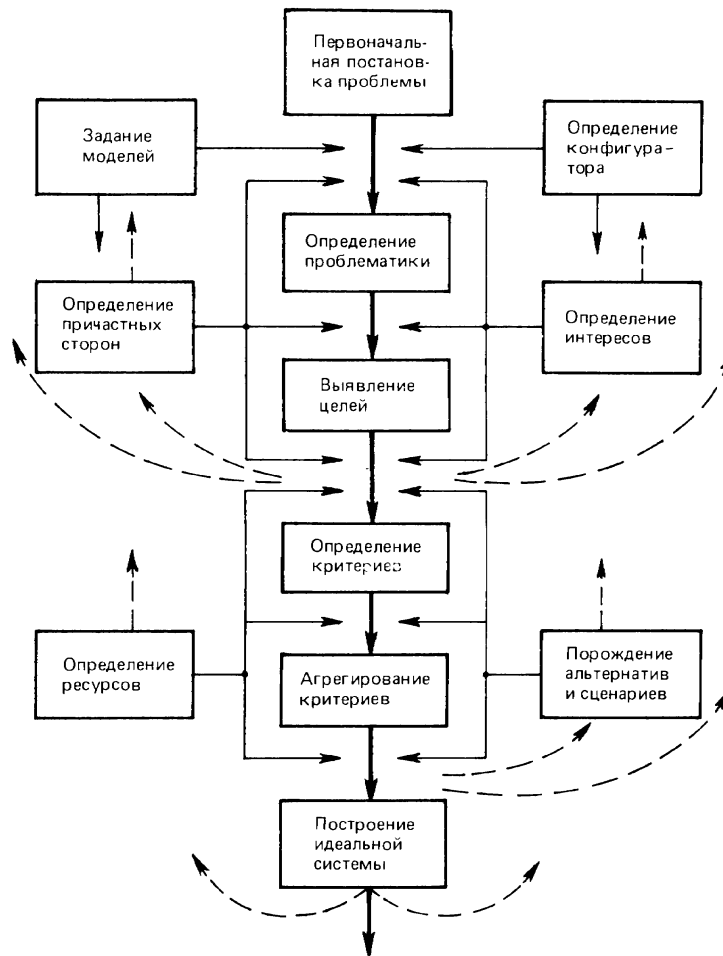 Первоначаль-
ная постанов-
ка проблемы
Задание
моделей
Определение
конфигура-
тора
Определение
проблематики
Определение
причастных
сторон
Определение
интересов
Выявление
целей
Определение
критериев
Определение
ресурсов
Агрегирование
критериев
Порождение
альтернатив
и сценариев
Построение
идеальной
системы